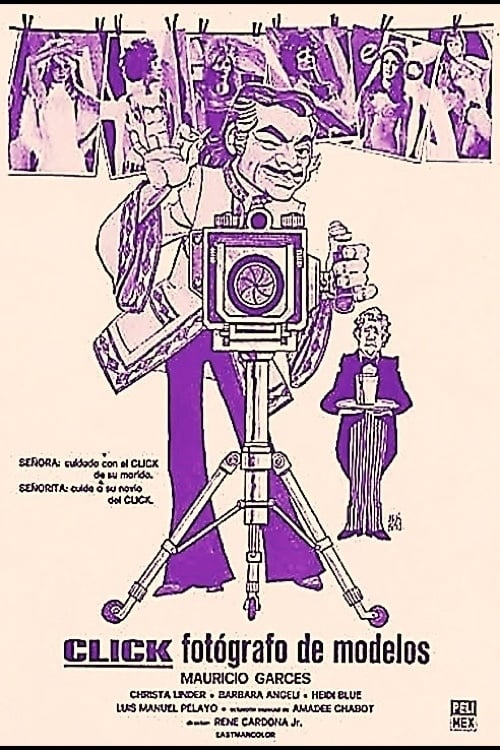 SEÑORA: cuidado con el CLICK
de su marido.
SEÑORITA: cuide a su novio
del CLICK.
CLICK fotógrafo de modelos
MAURICIO GARCES
CHRISTA LINDER • BARBARA ANGELI • HEIDI BLUE
LUIS MANUEL PELAYO • AMADEE CHABOT
director RENE CARDONA Jr.
EASTMANCOLOR
PELI
MEX